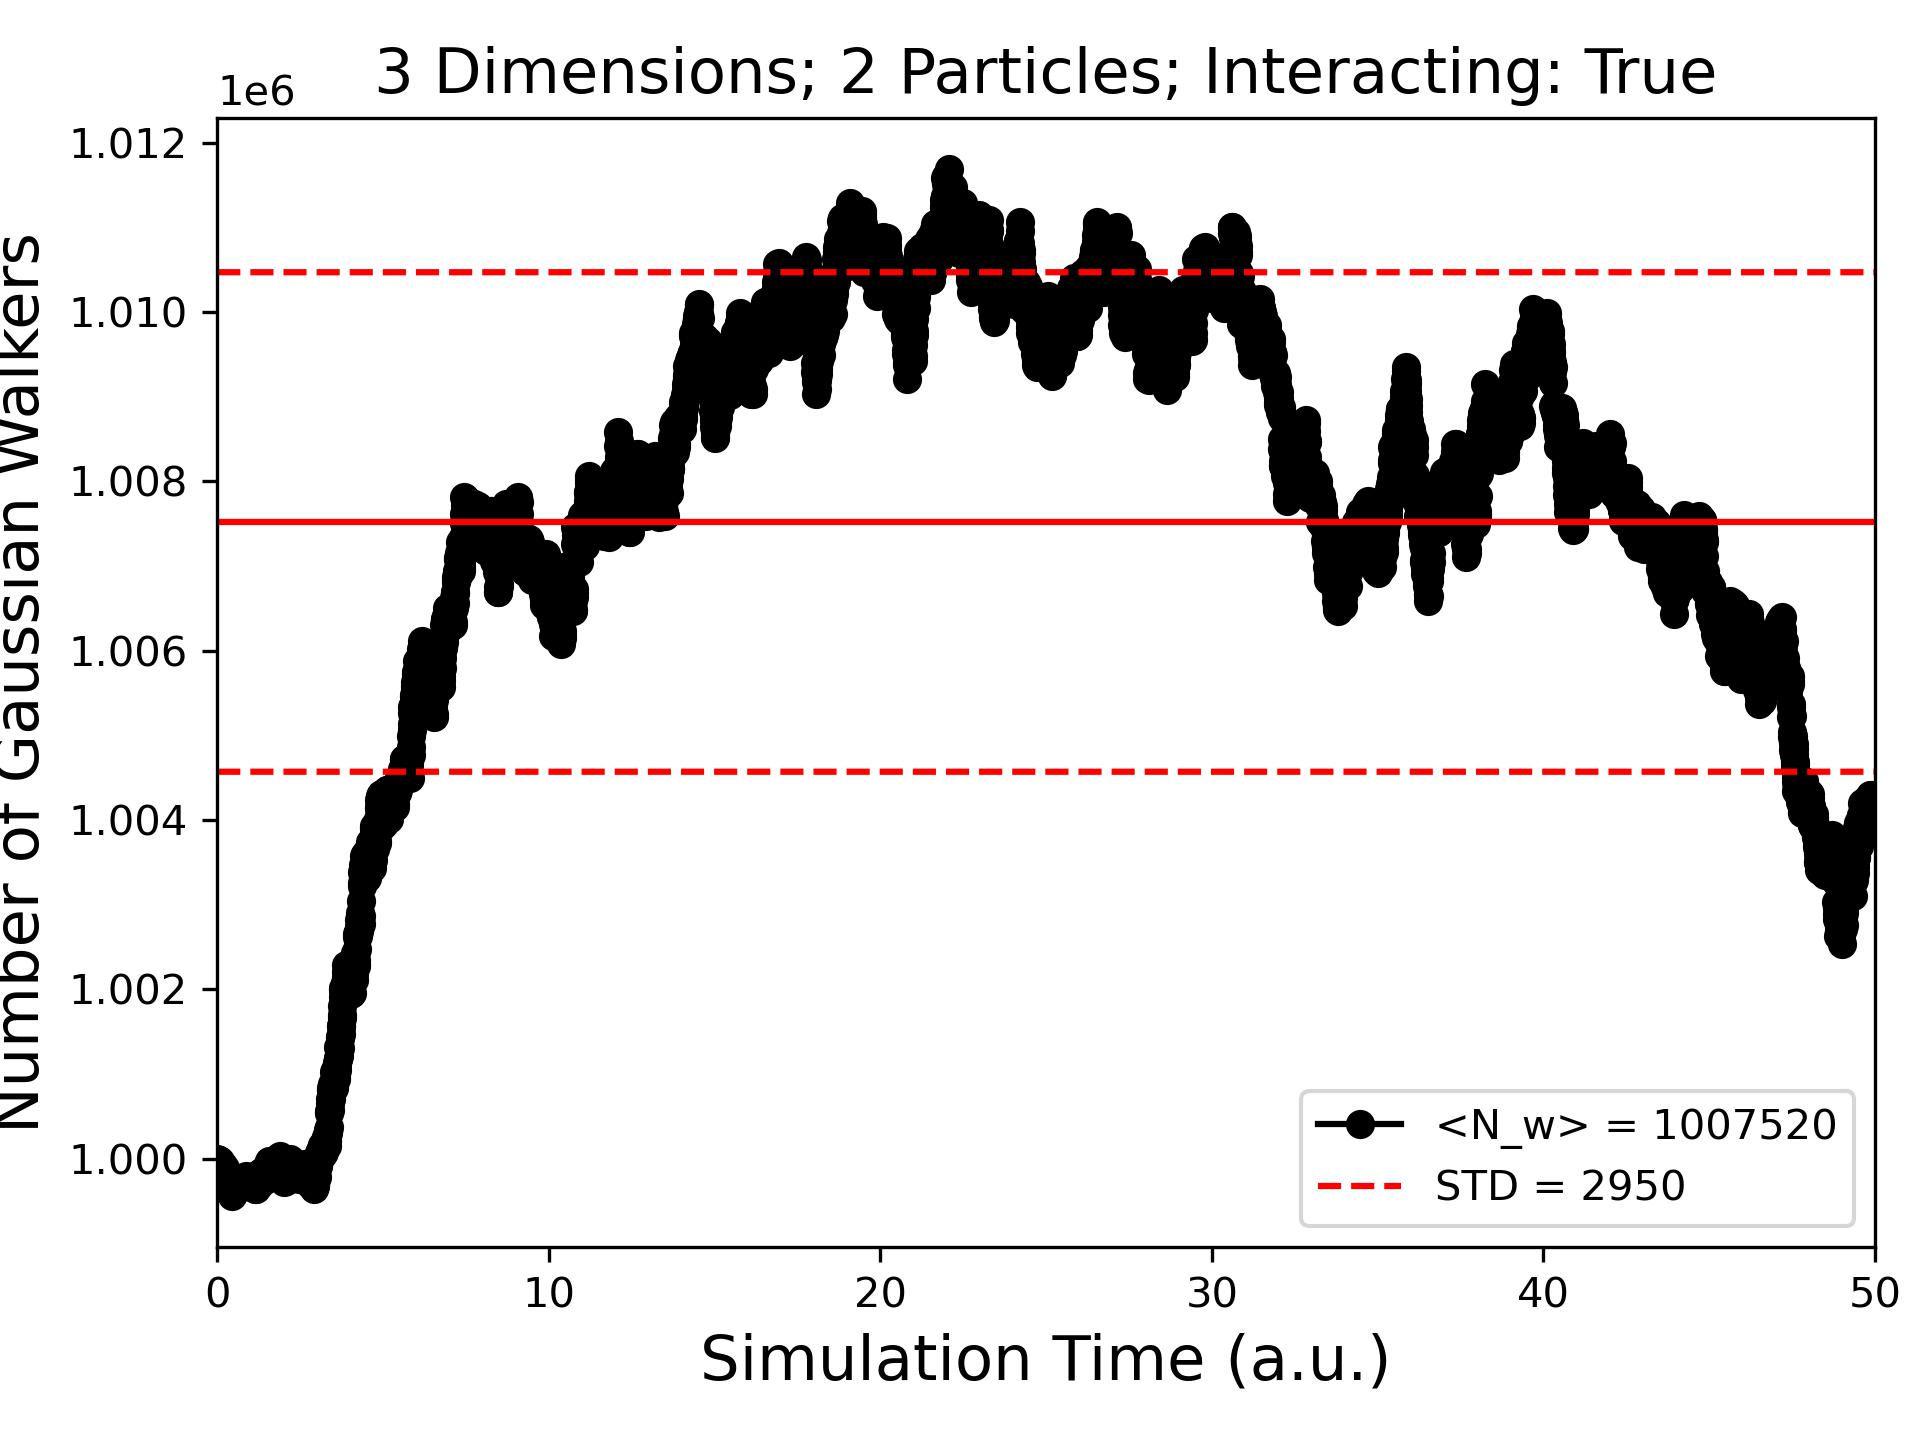 3 Dimensions; 2 Particles; Interacting: True
1e6
1.012
1.010
1.008
1.006
1.004
1.002
1.000
Number of Gaussian Walkers
<N_w> = 1007520
STD = 2950
0 10 20 30 40 50
Simulation Time (a.u.)